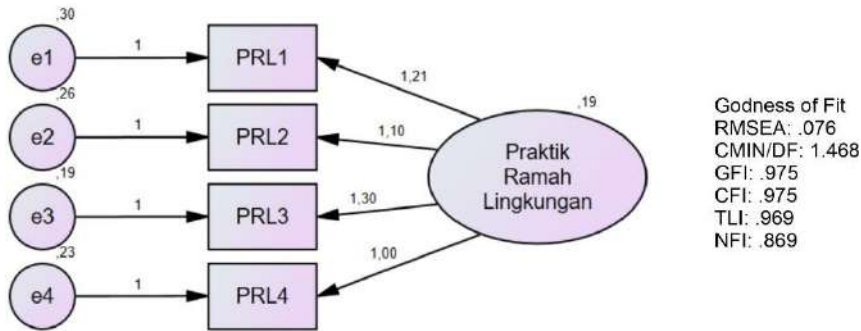 ,30
e1
1
PRL1
1,21
,26
e2
1
PRL2
1,10
,19
e3
1
PRL3
1,30
,23
e4
1
PRL4
1,00
,19
Praktik
Ramah
Lingkungan
Godness of Fit
RMSEA: .076
CMIN/DF: 1.468
GFI: .975
CFI: .975
TLI: .969
NFI: .869